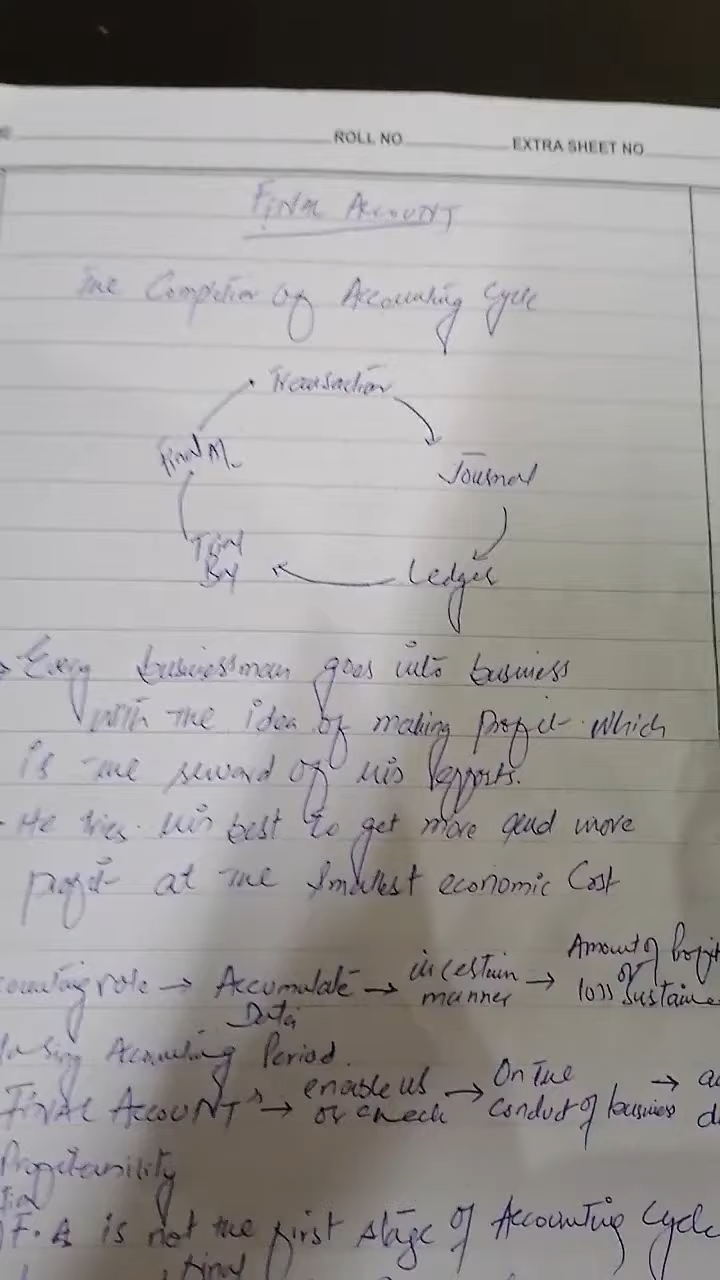 ROLL NO
EXTRA SHEET NO
FINAL ACCOUNT
The Completion of Accounting Cycle
Transaction
Journal
Ledger
Trial
Bal
Final A/c
Every businessman goes into business
with the idea of making profit which
is the reward of his efforts.
He tries his best to get more and more
profit at the smallest economic Cost
role → Accumulate → in certain manner → Amount of Profit or loss Sustaine
Data
Accounting Period.
FINAL ACCOUNT → enable us or check → On the conduct of business →
Profitability
F. A is not the first stage of Accounting Cycle
final